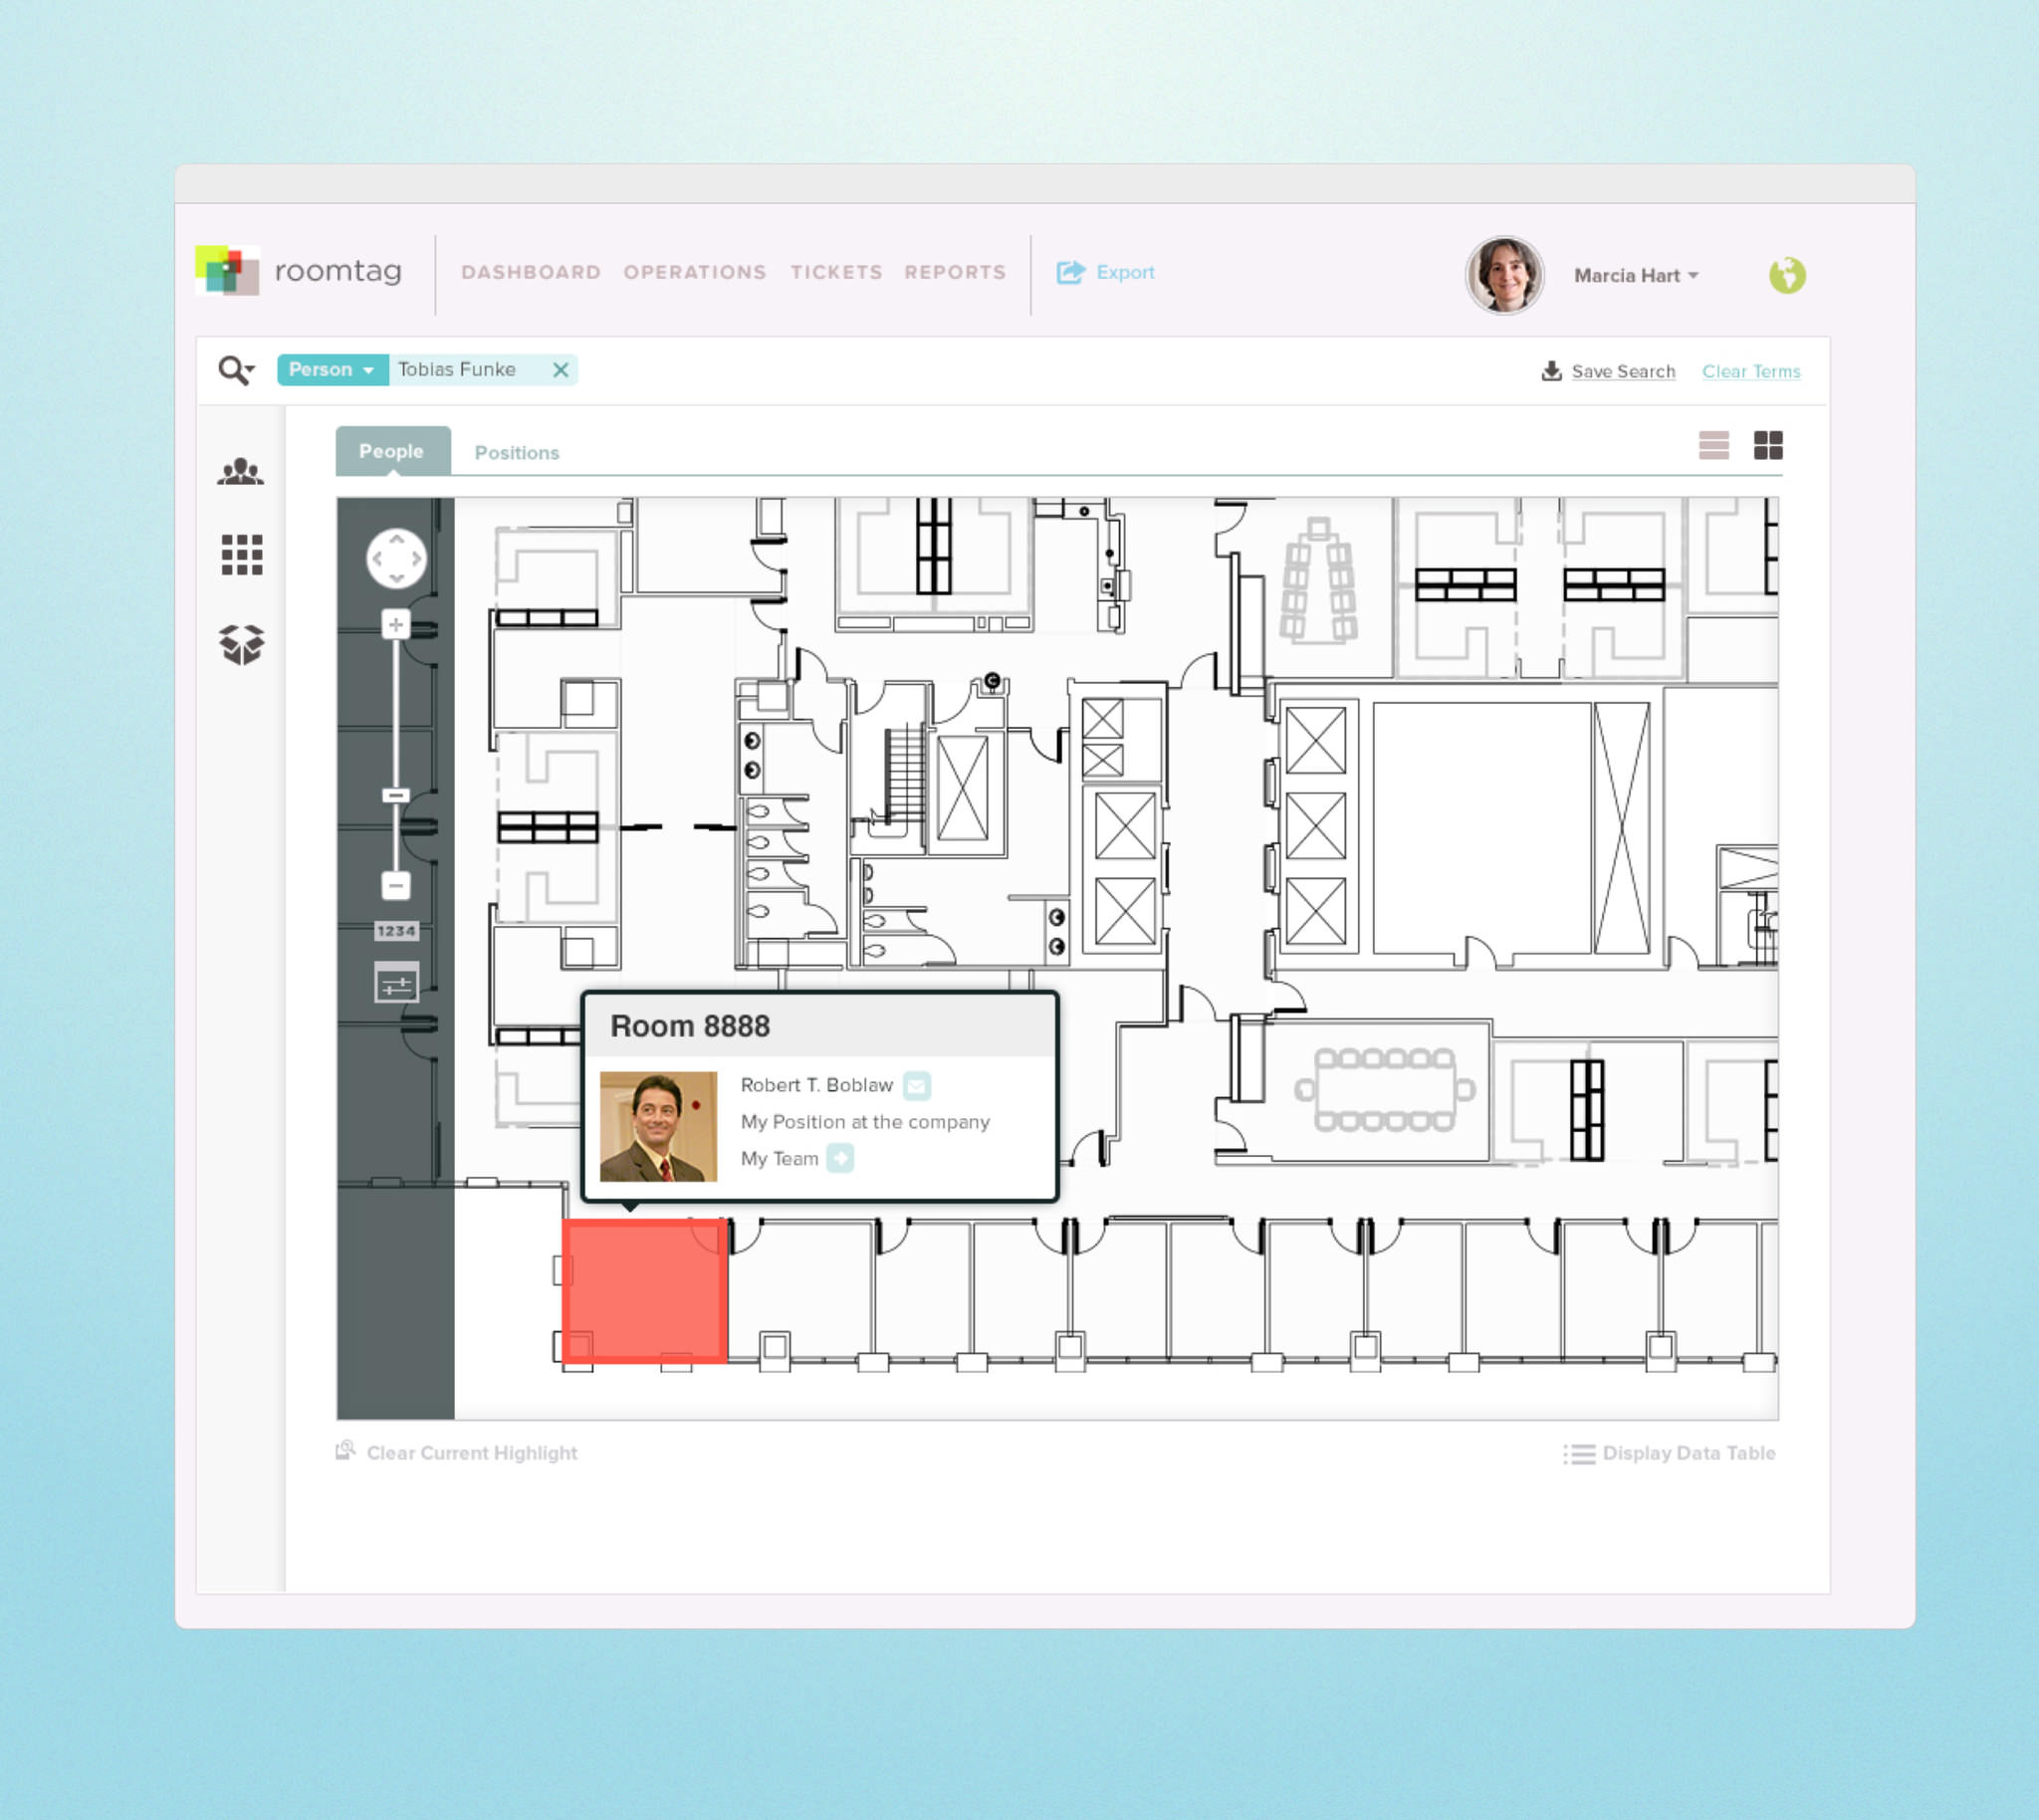 roomtag
DASHBOARD OPERATIONS TICKETS REPORTS
Export
Marcia Hart
Person Tobias Funke
Save Search Clear Terms
People Positions
1234
Room 8888
Robert T. Boblaw
My Position at the company
My Team
Clear Current Highlight
Display Data Table